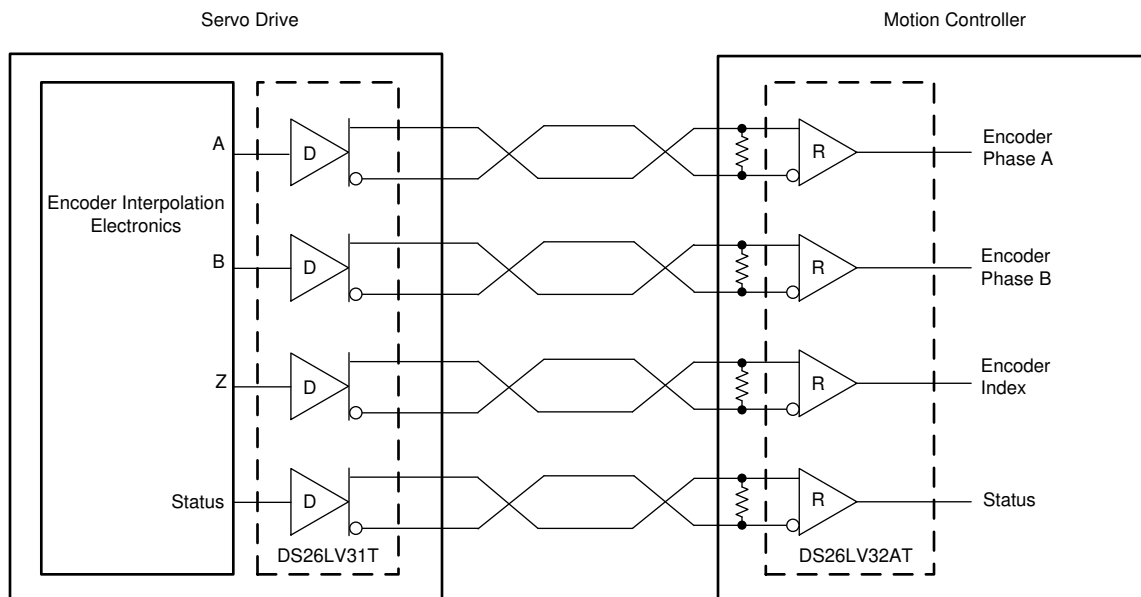 Servo Drive
Motion Controller
A
D
R
Encoder
Phase A
Encoder Interpolation
Electronics
B
D
R
Encoder
Phase B
Z
D
R
Encoder
Index
Status
D
R
Status
DS26LV31T
DS26LV32AT